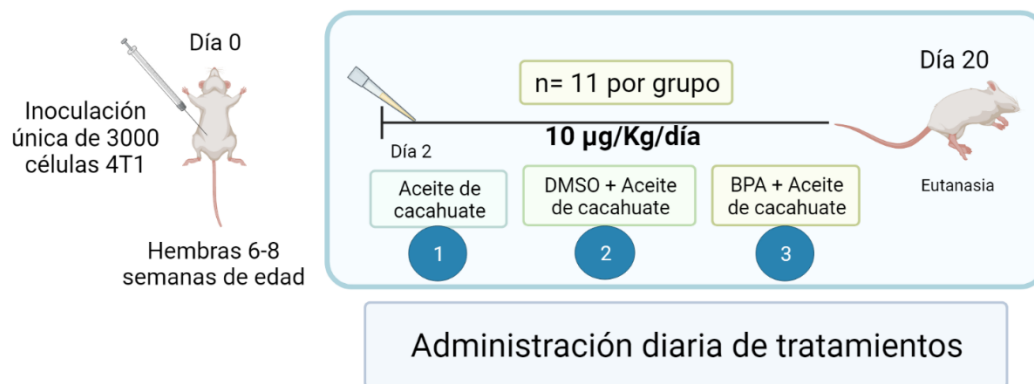 Día 0
Inoculación
única de 3000
células 4T1
Hembras 6-8
semanas de edad
n= 11 por grupo
Día 2
10 µg/Kg/día
Día 20
Eutanasia
Aceite de
cacahuate
1
DMSO + Aceite
de cacahuate
2
BPA + Aceite
de cacahuate
3
Administración diaria de tratamientos